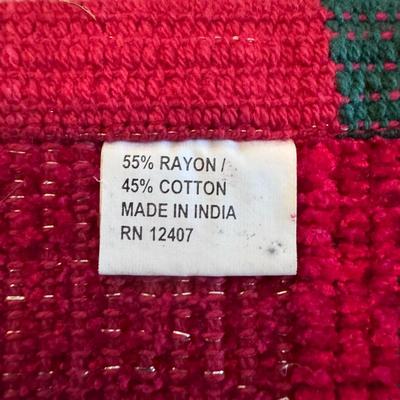 55% RAYON /
45% COTTON
MADE IN INDIA
RN 12407